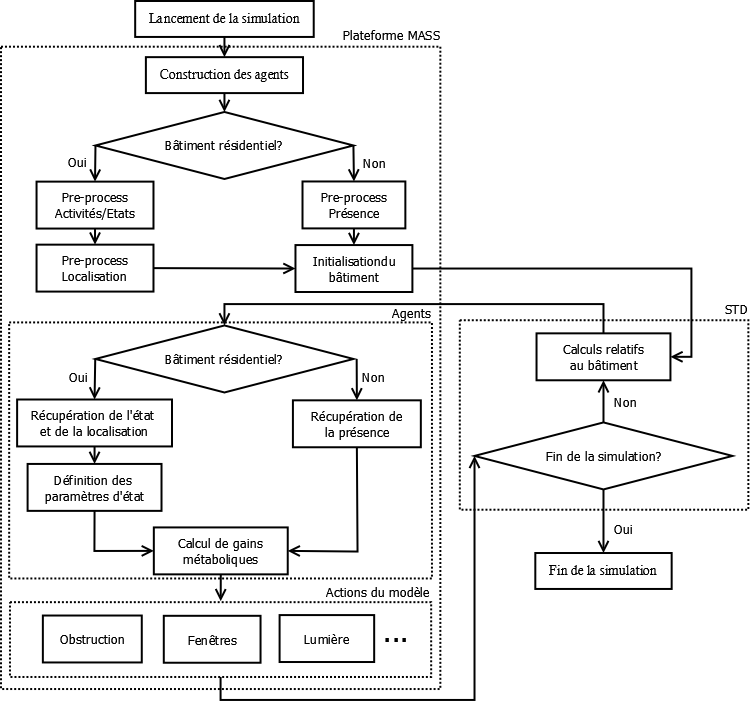 Lancement de la simulation
Plateforme MASS
Construction des agents
Bâtiment résidentiel?
Oui
Non
Pre-process
Activités/Etats
Pre-process
Présence
Pre-process
Localisation
Initialisationdu
bâtiment
STD
Agents
Bâtiment résidentiel?
Calculs relatifs
au bâtiment
Oui
Non
Non
Récupération de l'état
et de la localisation
Récupération de
la présence
Fin de la simulation?
Définition des
paramètres d'état
Oui
Calcul de gains
métaboliques
Fin de la simulation
Actions du modèle
Obstruction
Fenêtres
Lumière
...